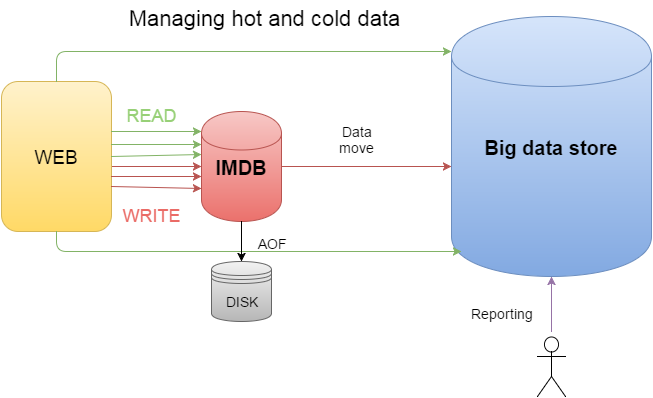 Managing hot and cold data
READ
WEB
IMDB
Data
move
Big data store
WRITE
AOF
DISK
Reporting